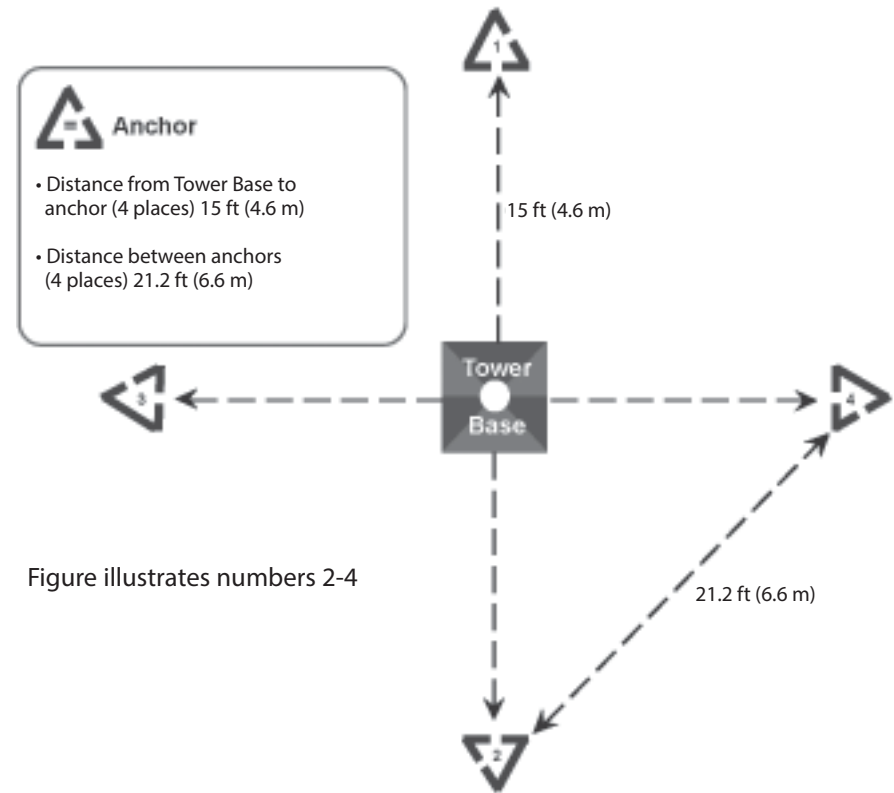 1
= Anchor
• Distance from Tower Base to
anchor (4 places) 15 ft (4.6 m)
• Distance between anchors
(4 places) 21.2 ft (6.6 m)
15 ft (4.6 m)
Tower
Base
3
4
Figure illustrates numbers 2-4
21.2 ft (6.6 m)
2